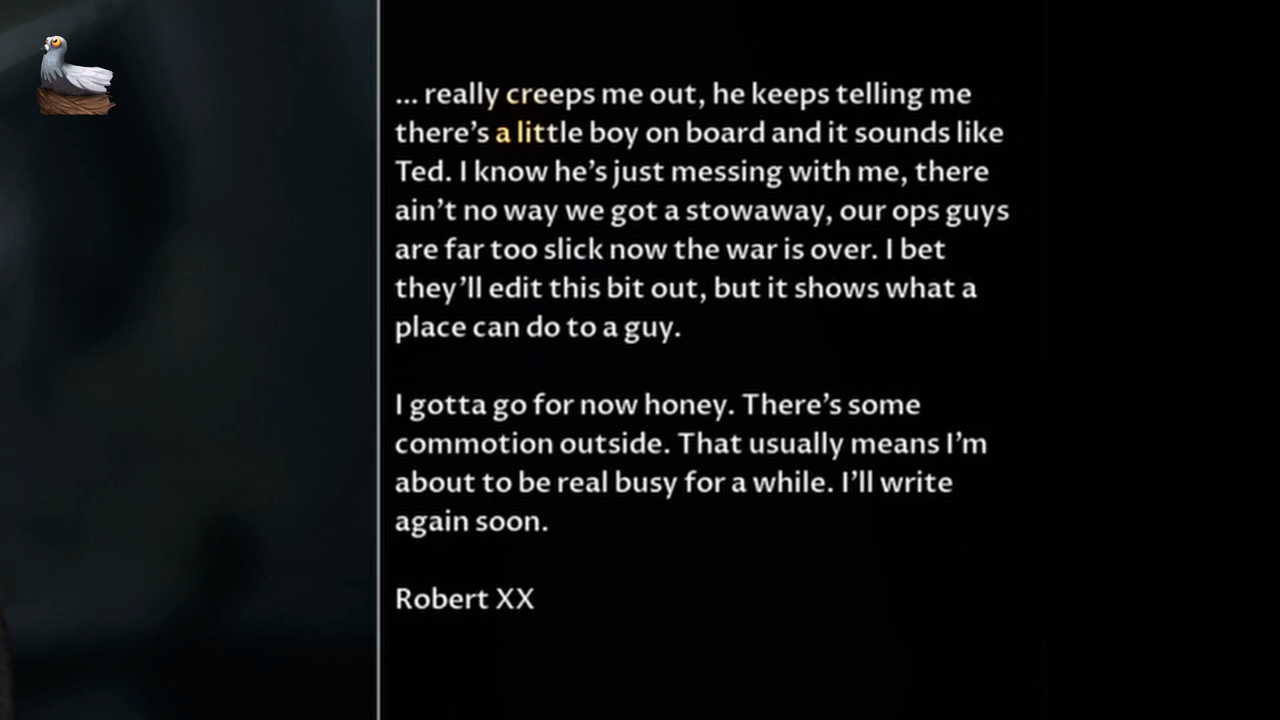 ... really creeps me out, he keeps telling me
there's a little boy on board and it sounds like
Ted. I know he's just messing with me, there
ain't no way we got a stowaway, our ops guys
are far too slick now the war is over. I bet
they'll edit this bit out, but it shows what a
place can do to a guy.
I gotta go for now honey. There's some
commotion outside. That usually means I'm
about to be real busy for a while. I'll write
again soon.
Robert XX